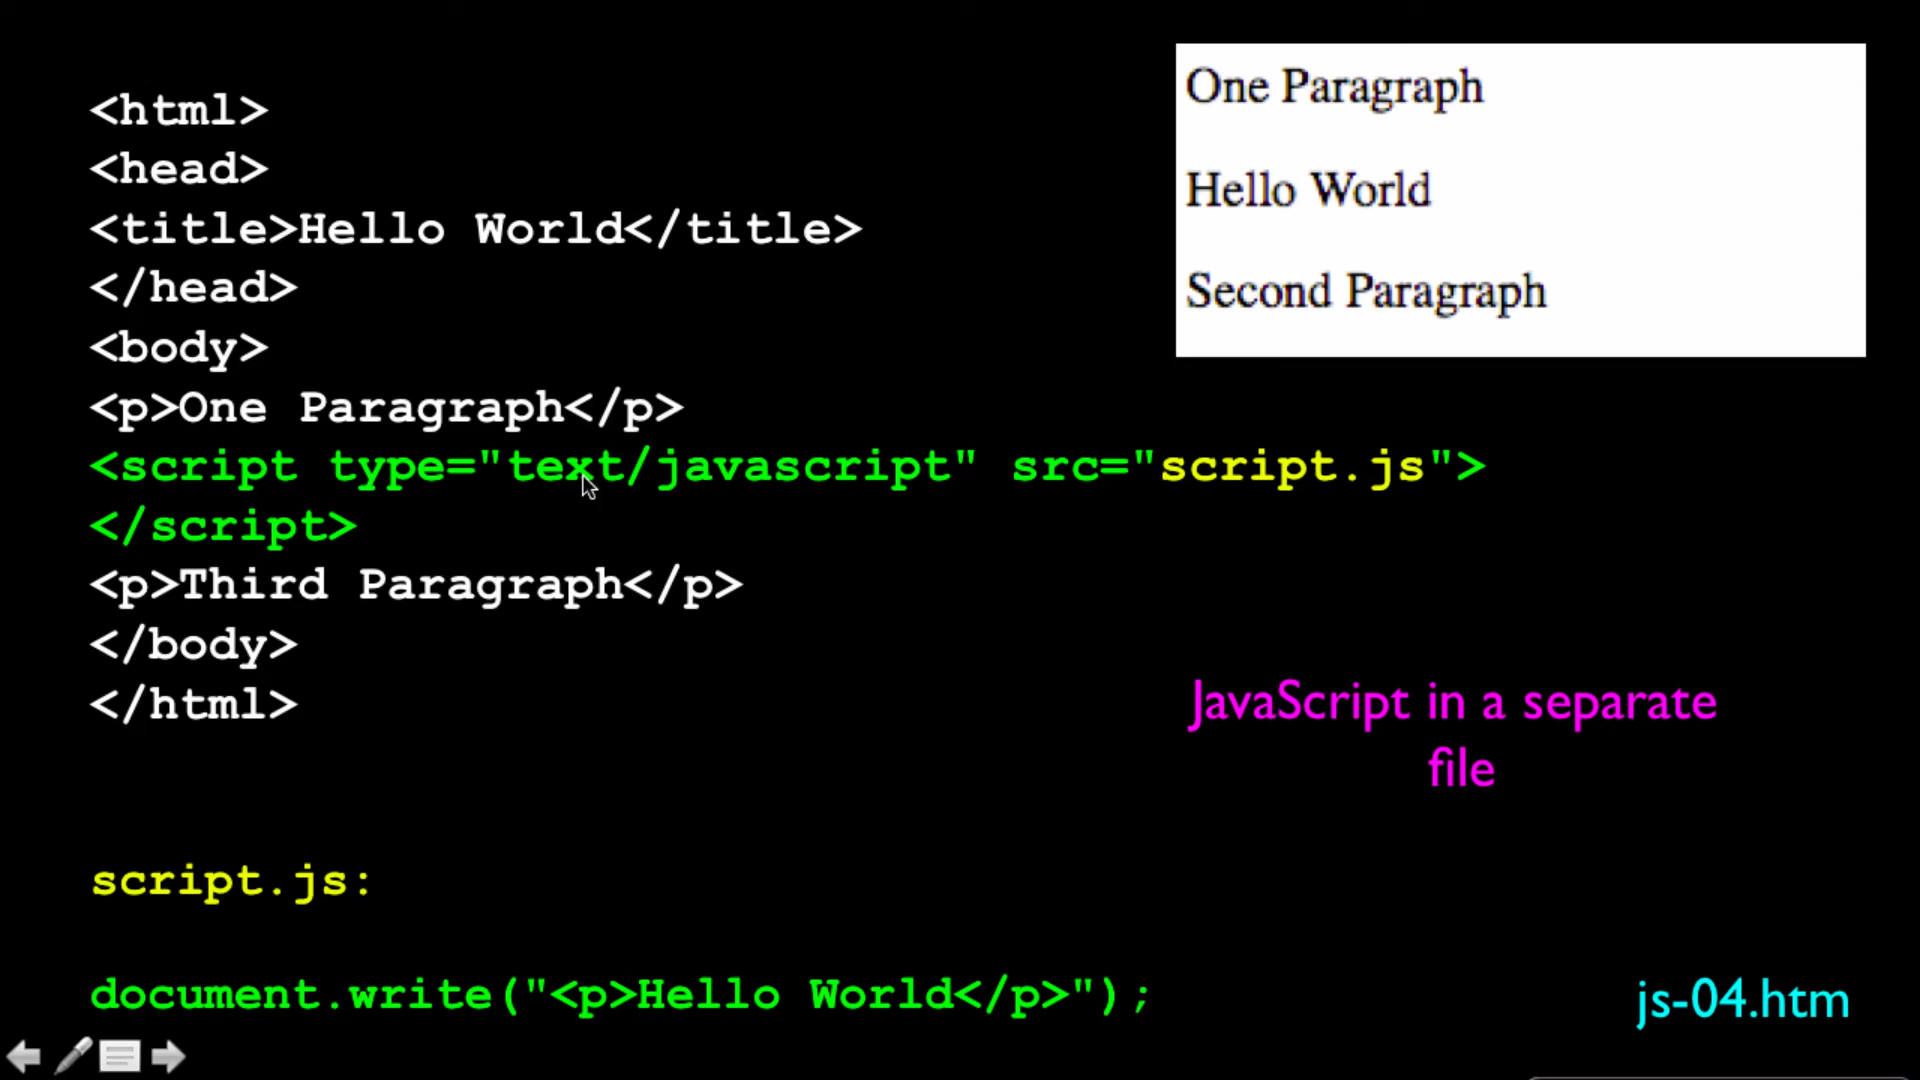 <html>
<head>
<title>Hello World</title>
</head>
<body>
<p>One Paragraph</p>
<script type="text/javascript" src="script.js">
</script>
<p>Third Paragraph</p>
</body>
</html>
script.js:
document.write("<p>Hello World</p>");
One Paragraph
Hello World
Second Paragraph
JavaScript in a separate
file
js-04.htm